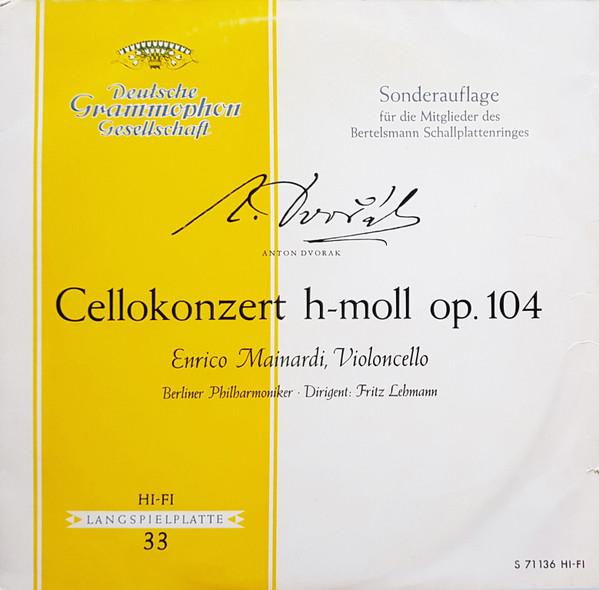 Deutsche
Grammophon
Gesellschaft
Sonderauflage
für die Mitglieder des
Bertelsmann Schallplattenringes
A. Dvořák
ANTON DVORAK
Cellokonzert h-moll op. 104
Enrico Mainardi, Violoncello
Berliner Philharmoniker · Dirigent: Fritz Lehmann
HI-FI
LANGSPIELPLATTE
33
S 71136 HI-FI